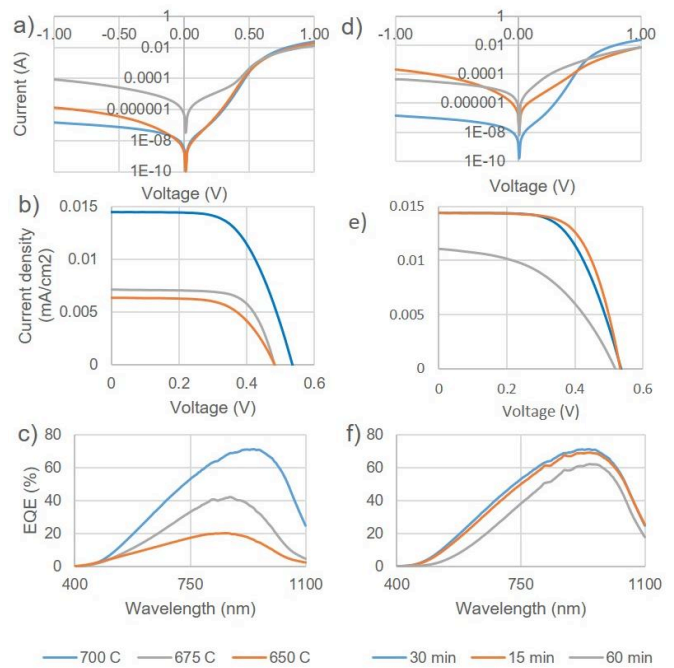 a)
-1.00 0.00 1.00
0.01
-0.50 0.50
0.0001
0.000001
1E-08
1E-10
Current (A)
Voltage (V)
d)
-1.00 0.00 1.00
0.01
0.0001
0.000001
1E-08
1E-10
Voltage (V)
b)
0.015
0.01
0.005
0
0 0.2 0.4 0.6
Current density
(mA/cm2)
Voltage (V)
e)
0.015
0.01
0.005
0
0 0.2 0.4 0.6
Voltage (V)
c)
80
60
40
20
0
400 750 1100
EQE (%)
Wavelength (nm)
f)
80
60
40
20
0
400 750 1100
Wavelength (nm)
700 C 675 C 650 C
30 min 15 min 60 min